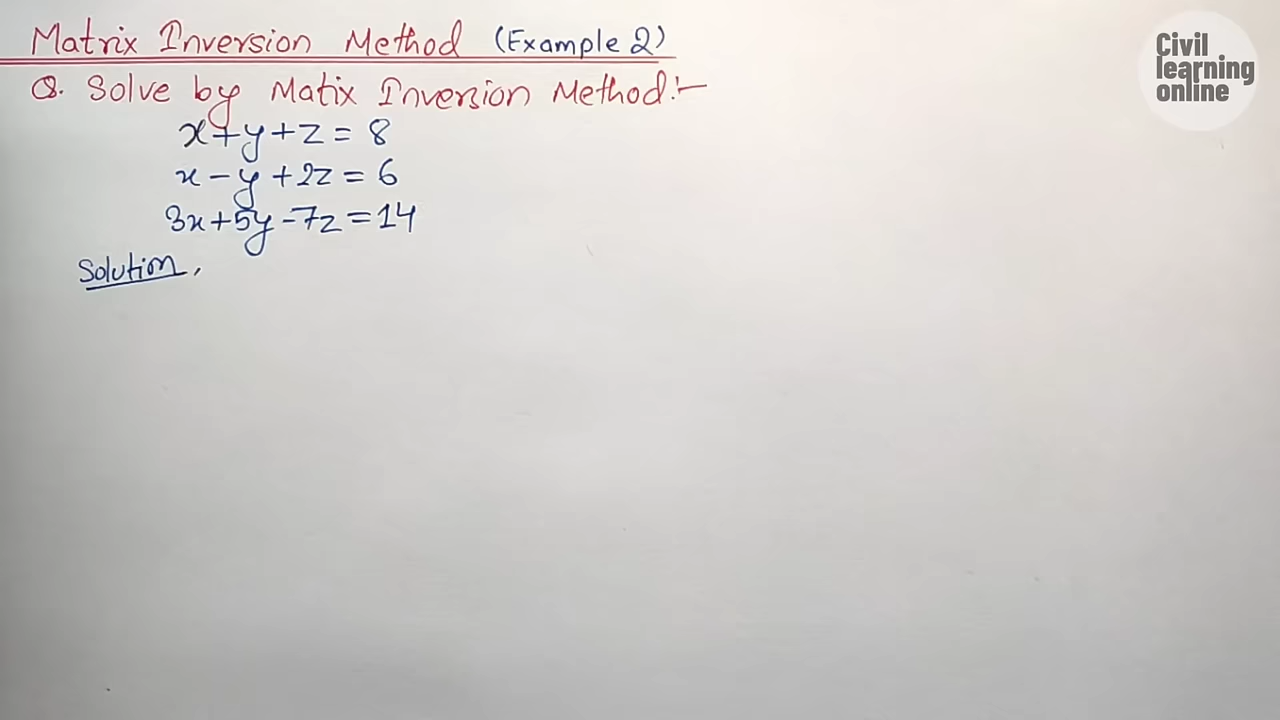 Matrix Inversion Method (Example 2)
Q. Solve by Matix Inversion Method:-
x+y+z=8
x-y+2z=6
3x+5y-7z=14
Solution,
Civil
learning
online